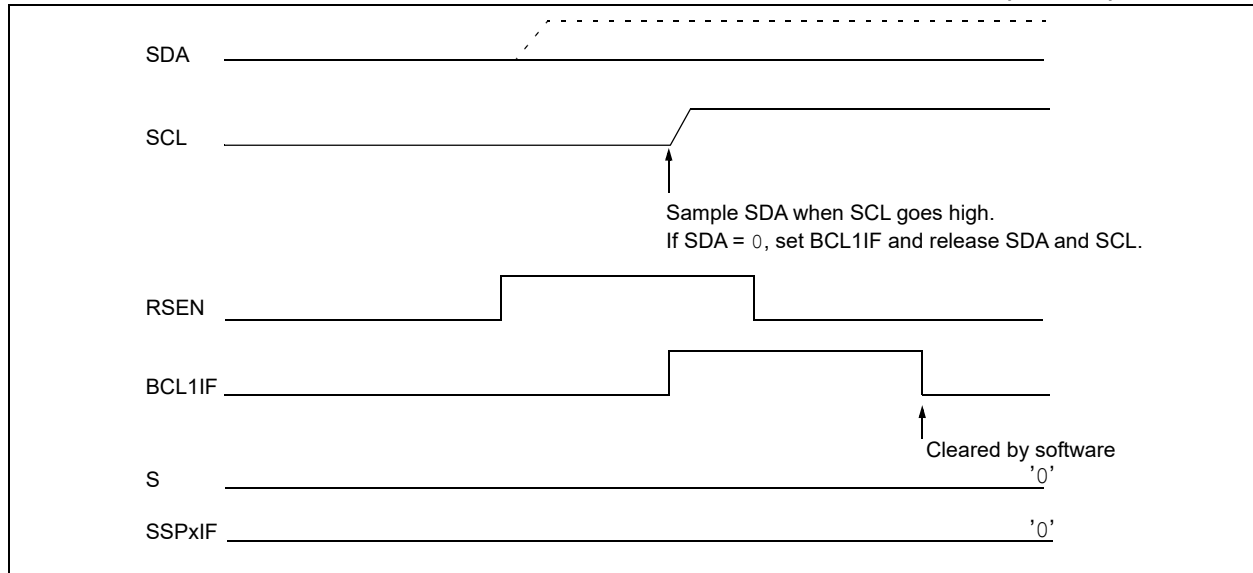 SDA
SCL
Sample SDA when SCL goes high.
If SDA = 0, set BCL1IF and release SDA and SCL.
RSEN
BCL1IF
Cleared by software
S
'0'
SSPxIF
'0'